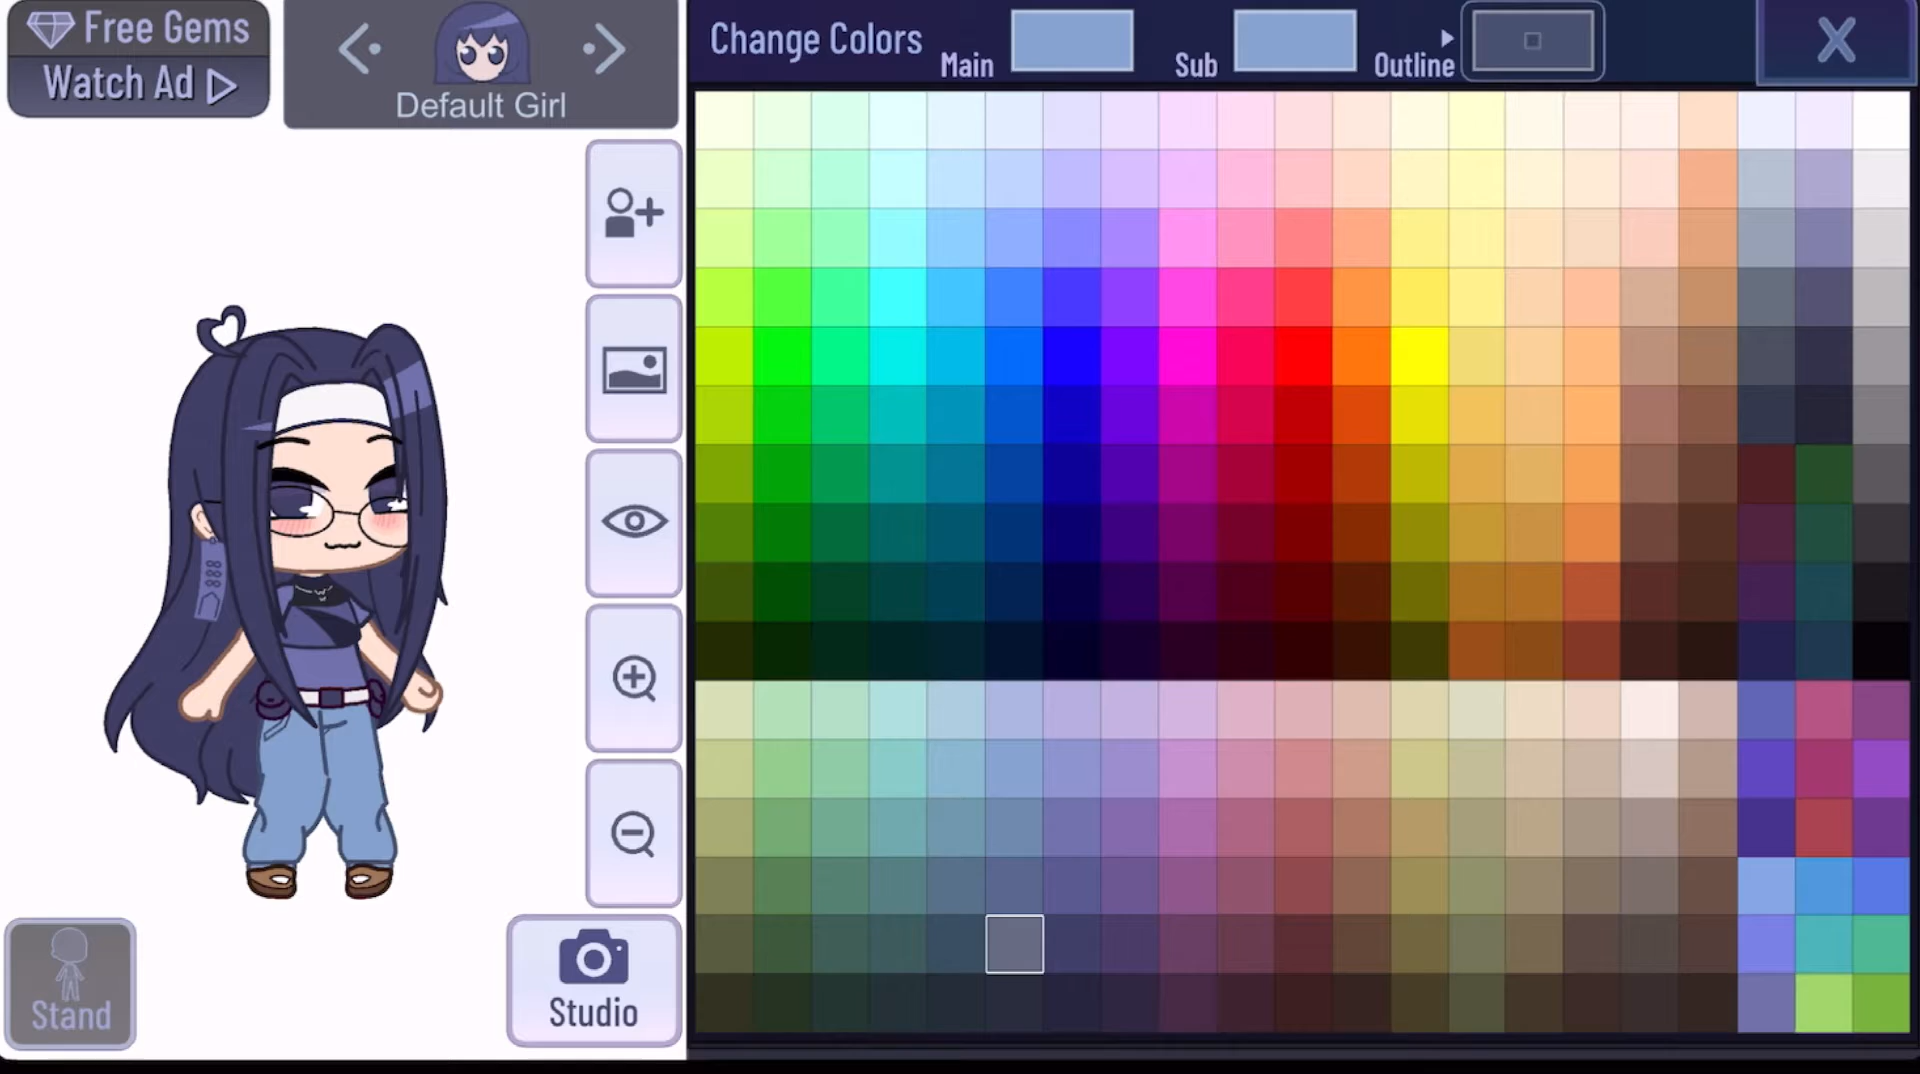 Free Gems
Watch Ad
Default Girl
Change Colors
Main
Sub
Outline
X
Stand
Studio